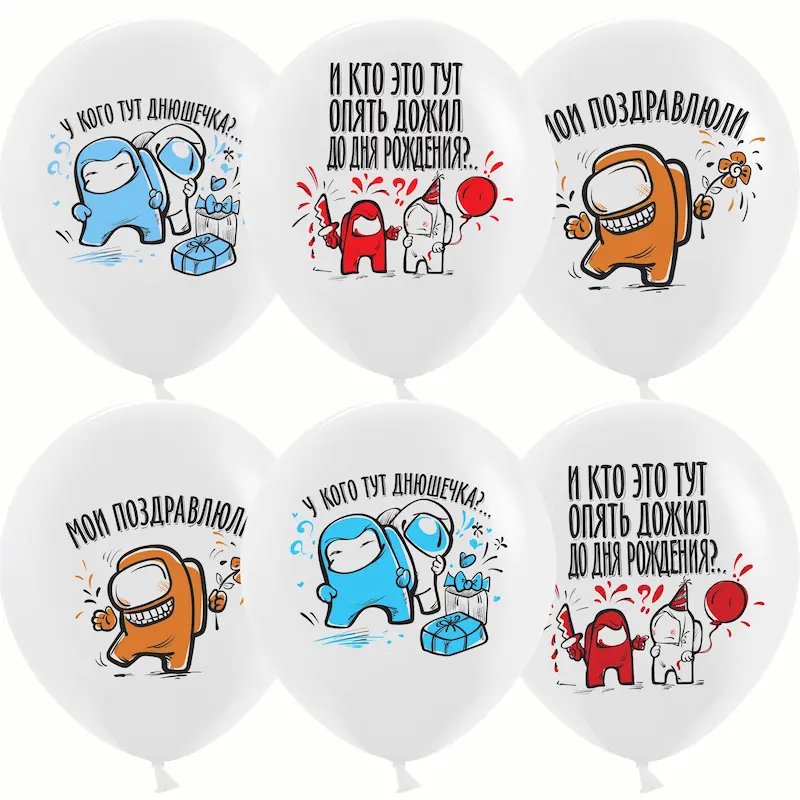 У КОГО ТУТ ДНЮШЕЧКА?..
И КТО ЭТО ТУТ
ОПЯТЬ ДОЖИЛ
ДО ДНЯ РОЖДЕНИЯ?..
МОИ ПОЗДРАВЛЮЛИ
МОИ ПОЗДРАВЛЮЛИ
У КОГО ТУТ ДНЮШЕЧКА?..
И КТО ЭТО ТУТ
ОПЯТЬ ДОЖИЛ
ДО ДНЯ РОЖДЕНИЯ?..